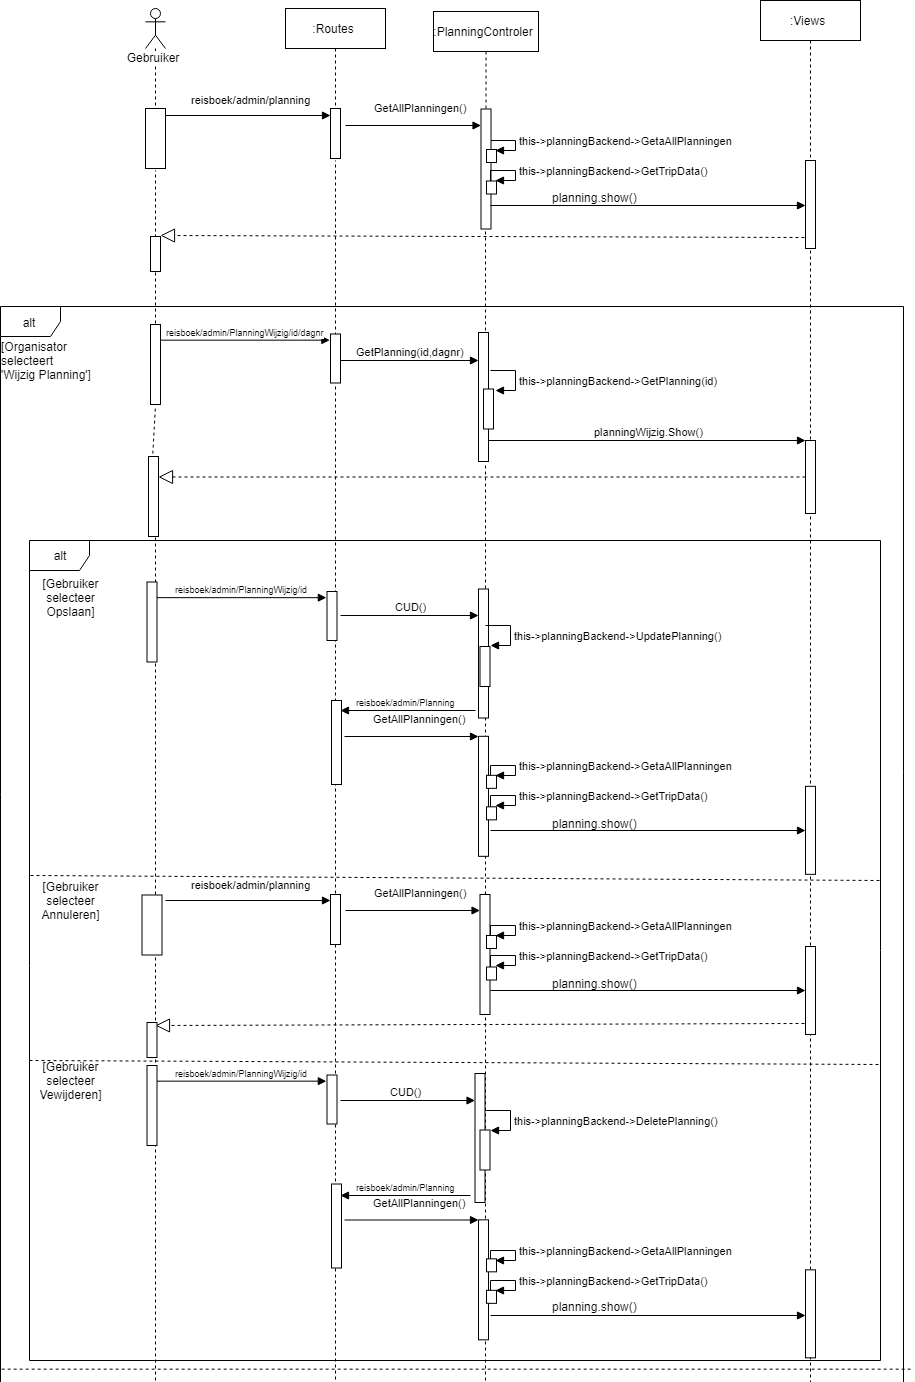 Gebruiker
:Routes
:PlanningControler
:Views
reisboek/admin/planning
GetAllPlanningen()
this->planningBackend->GetaAllPlanningen
this->planningBackend->GetTripData()
planning.show()
alt
[Organisator
selecteert
'Wijzig Planning']
reisboek/admin/PlanningWijzig/id/dagnr
GetPlanning(id,dagnr)
this->planningBackend->GetPlanning(id)
planningWijzig.Show()
alt
[Gebruiker
selecteer
Opslaan]
reisboek/admin/PlanningWijzig/id
CUD()
this->planningBackend->UpdatePlanning()
reisboek/admin/Planning
GetAllPlanningen()
this->planningBackend->GetaAllPlanningen
this->planningBackend->GetTripData()
planning.show()
[Gebruiker
selecteer
Annuleren]
reisboek/admin/planning
GetAllPlanningen()
this->planningBackend->GetaAllPlanningen
this->planningBackend->GetTripData()
planning.show()
[Gebruiker
selecteer
Vewijderen]
reisboek/admin/PlanningWijzig/id
CUD()
this->planningBackend->DeletePlanning()
reisboek/admin/Planning
GetAllPlanningen()
this->planningBackend->GetaAllPlanningen
this->planningBackend->GetTripData()
planning.show()